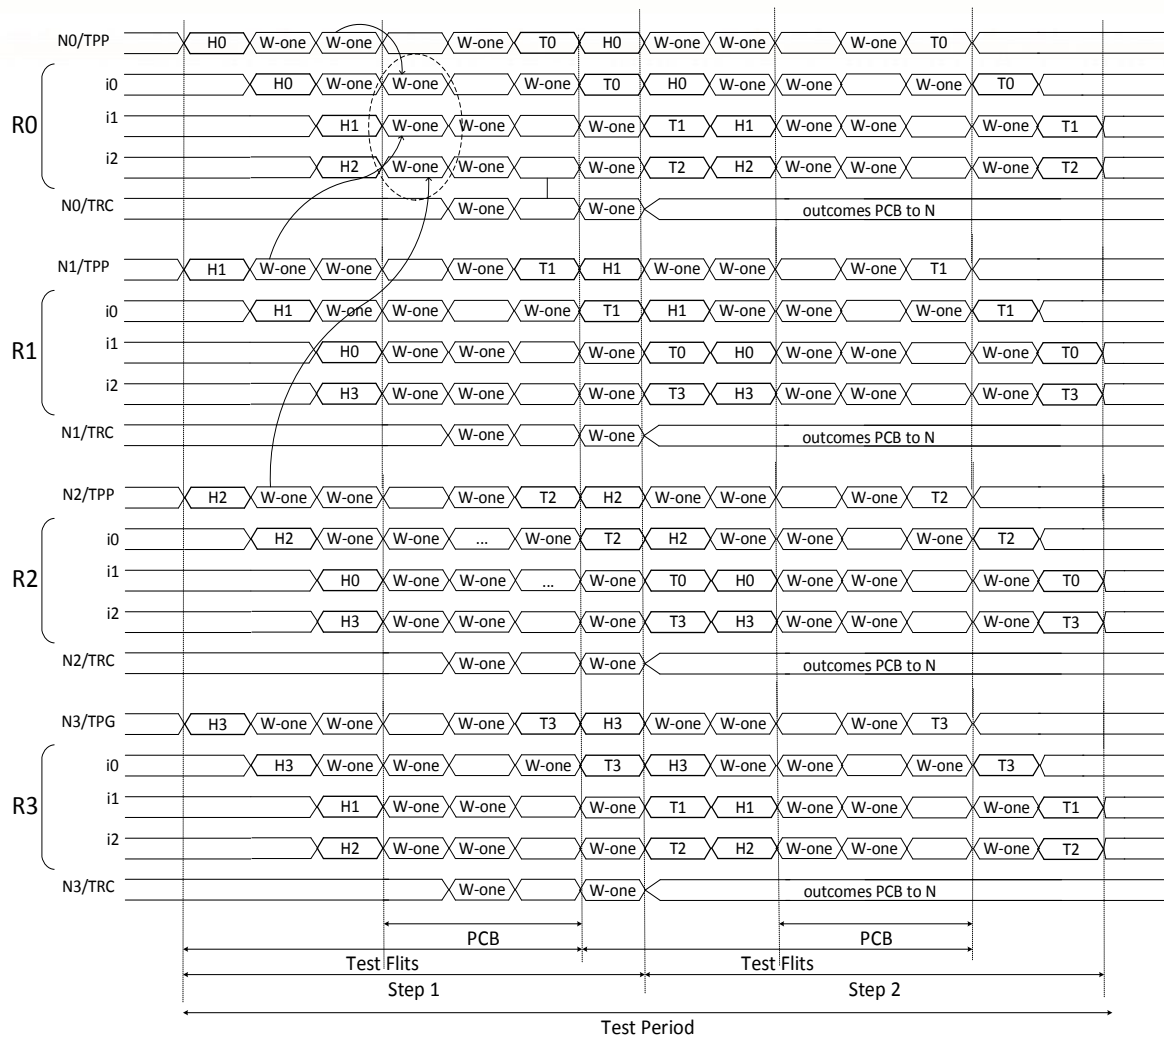 N0/TPP H0 W-one W-one W-one T0 H0 W-one W-one W-one T0
R0
i0 H0 W-one W-one W-one T0 H0 W-one W-one W-one T0
i1 H1 W-one W-one W-one T1 H1 W-one W-one W-one T1
i2 H2 W-one W-one W-one T2 H2 W-one W-one W-one T2
N0/TRC W-one W-one outcomes PCB to N
N1/TPP H1 W-one W-one W-one T1 H1 W-one W-one W-one T1
R1
i0 H1 W-one W-one W-one T1 H1 W-one W-one W-one T1
i1 H0 W-one W-one W-one T0 H0 W-one W-one W-one T0
i2 H3 W-one W-one W-one T3 H3 W-one W-one W-one T3
N1/TRC W-one W-one outcomes PCB to N
N2/TPP H2 W-one W-one W-one T2 H2 W-one W-one W-one T2
R2
i0 H2 W-one W-one ... W-one T2 H2 W-one W-one W-one T2
i1 H0 W-one W-one ... W-one T0 H0 W-one W-one W-one T0
i2 H3 W-one W-one W-one T3 H3 W-one W-one W-one T3
N2/TRC W-one W-one outcomes PCB to N
N3/TPG H3 W-one W-one W-one T3 H3 W-one W-one W-one T3
R3
i0 H3 W-one W-one W-one T3 H3 W-one W-one W-one T3
i1 H1 W-one W-one W-one T1 H1 W-one W-one W-one T1
i2 H2 W-one W-one W-one T2 H2 W-one W-one W-one T2
N3/TRC W-one W-one outcomes PCB to N
PCB PCB
Test Flits Test Flits
Step 1 Step 2
Test Period